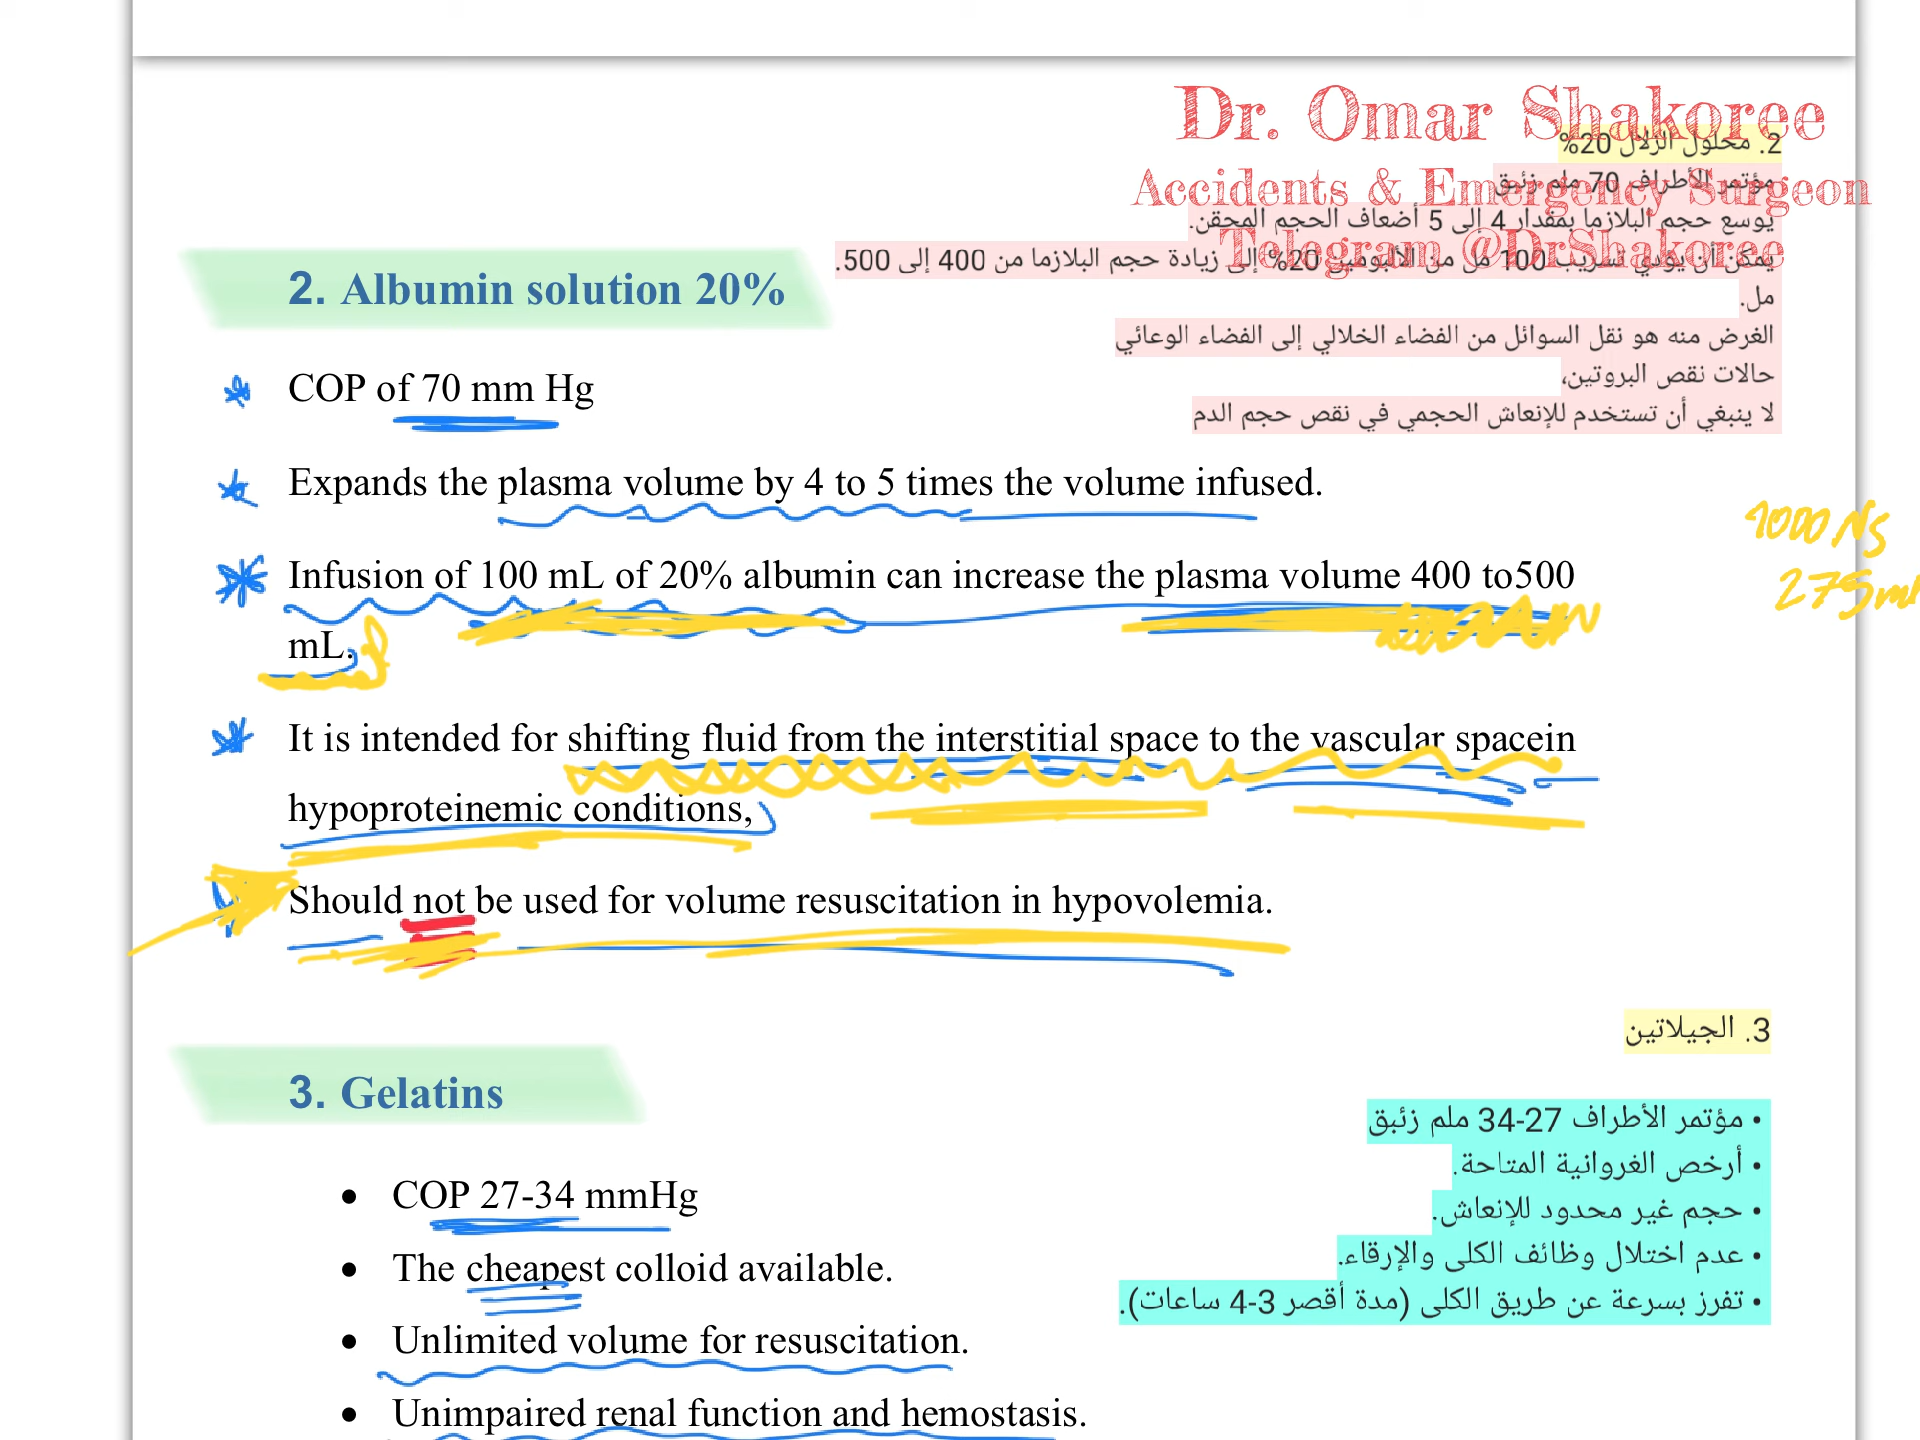 Dr. Omar Shakoree
Accidents & Emergency Surgeon
Telegram @DrShakoree
2. محلول الزلال 20%
مؤتمر الأطراف 70 ملم زئبق
يوسع حجم البلازما بمقدار 4 إلى 5 أضعاف الحجم المحقن.
يمكن أن يؤدي تسريب 100 مل من الألبومين 20% إلى زيادة حجم البلازما من 400 إلى 500.
مل.
الغرض منه هو نقل السوائل من الفضاء الخلالي إلى الفضاء الوعائي
حالات نقص البروتين،
لا ينبغي أن تستخدم للإنعاش الحجمي في نقص حجم الدم
2. Albumin solution 20%
COP of 70 mm Hg
Expands the plasma volume by 4 to 5 times the volume infused.
1000 NS
275 ml
Infusion of 100 mL of 20% albumin can increase the plasma volume 400 to500
mL.
It is intended for shifting fluid from the interstitial space to the vascular spacein
hypoproteinemic conditions,
Should not be used for volume resuscitation in hypovolemia.
3. الجيلاتين
3. Gelatins
• مؤتمر الأطراف 27-34 ملم زئبق
• أرخص الغروانية المتاحة.
• حجم غير محدود للإنعاش.
• عدم اختلال وظائف الكلى والإرقاء.
• تفرز بسرعة عن طريق الكلى (مدة أقصر 3-4 ساعات).
• COP 27-34 mmHg
• The cheapest colloid available.
• Unlimited volume for resuscitation.
• Unimpaired renal function and hemostasis.